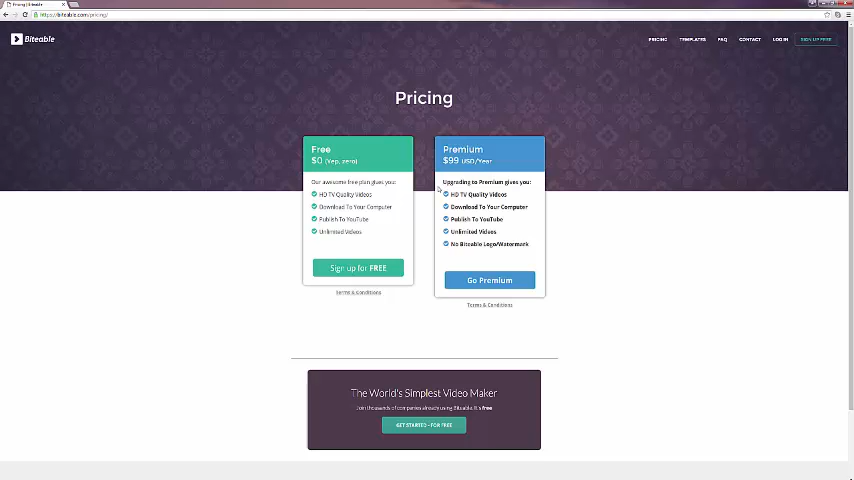 Pricing | Biteable
https://biteable.com/pricing/
Biteable
PRICING TEMPLATES FAQ CONTACT LOG IN SIGN UP FREE
Pricing
Free
$0 (Yep, zero)
Our awesome free plan gives you:
HD TV Quality Videos
Download To Your Computer
Publish To YouTube
Unlimited Videos
Sign up for FREE
Terms & Conditions
Premium
$99 USD/Year
Upgrading to Premium gives you:
HD TV Quality Videos
Download To Your Computer
Publish To YouTube
Unlimited Videos
No Biteable Logo/Watermark
Go Premium
Terms & Conditions
The World's Simplest Video Maker
Join thousands of companies already using Biteable. It's free
GET STARTED - FOR FREE